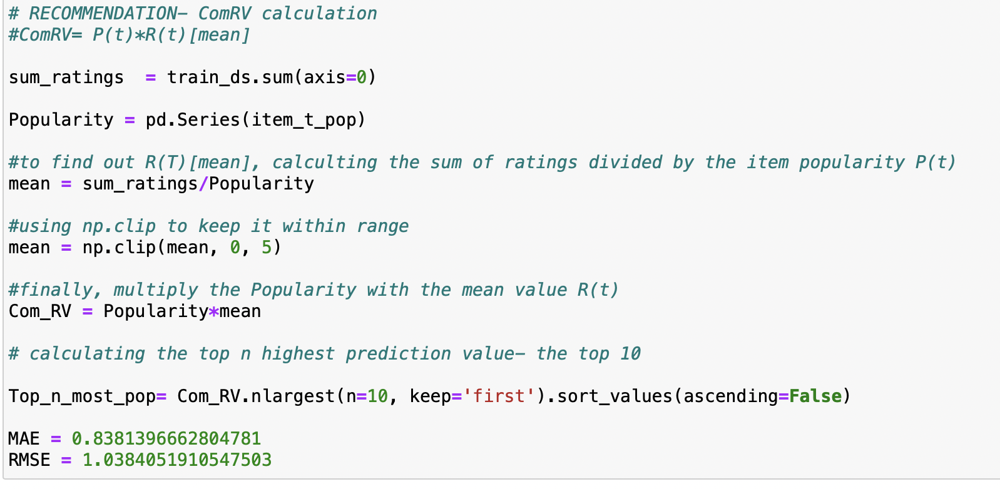 # RECOMMENDATION— ComRV calculation
#ComRV= P(t)*R(t)[mean]
sum_ratings  = train_ds.sum(axis=0)
Popularity = pd.Series(item_t_pop)
#to find out R(T)[mean], calculting the sum of ratings divided by the item popularity P(t)
mean = sum_ratings/Popularity
#using np.clip to keep it within range
mean = np.clip(mean, 0, 5)
#finally, multiply the Popularity with the mean value R(t)
Com_RV = Popularity*mean
# calculating the top n highest prediction value— the top 10
Top_n_most_pop= Com_RV.nlargest(n=10, keep='first').sort_values(ascending=False)
MAE = 0.8381396662804781
RMSE = 1.0384051910547503